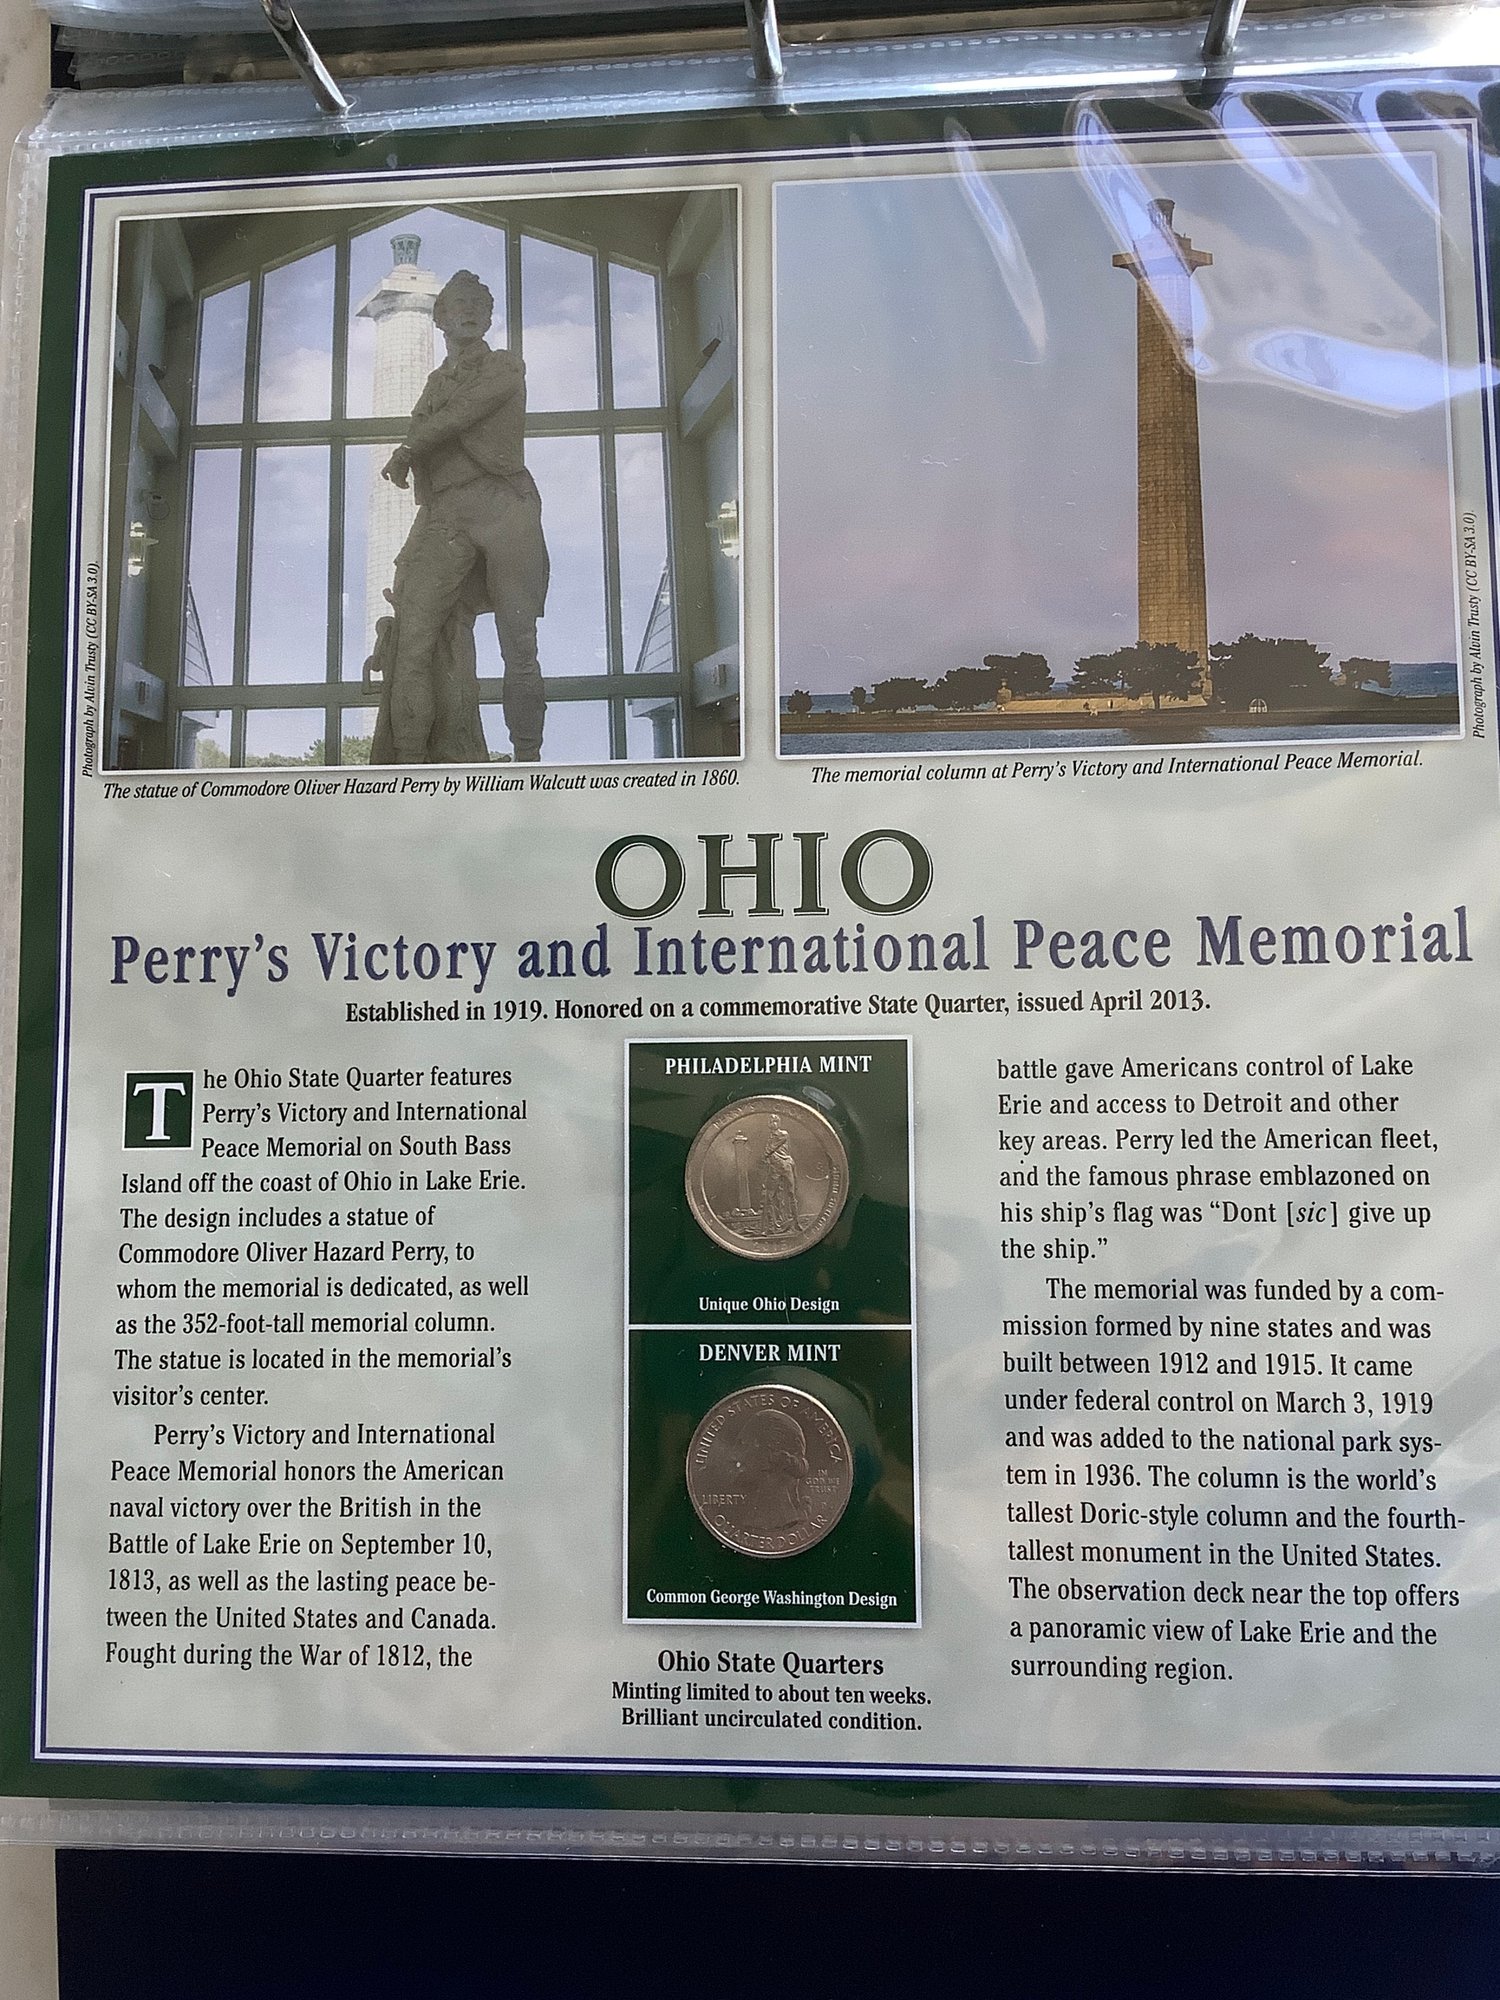 Photograph by Alvin Trusty (CC BY-SA 3.0).
Photograph by Alvin Trusty (CC BY-SA 3.0).
The statue of Commodore Oliver Hazard Perry by William Walcutt was created in 1860.
The memorial column at Perry's Victory and International Peace Memorial.
OHIO
Perry's Victory and International Peace Memorial
Established in 1919. Honored on a commemorative State Quarter, issued April 2013.
The Ohio State Quarter features
Perry's Victory and International
Peace Memorial on South Bass
Island off the coast of Ohio in Lake Erie.
The design includes a statue of
Commodore Oliver Hazard Perry, to
whom the memorial is dedicated, as well
as the 352-foot-tall memorial column.
The statue is located in the memorial's
visitor's center.
Perry's Victory and International
Peace Memorial honors the American
naval victory over the British in the
Battle of Lake Erie on September 10,
1813, as well as the lasting peace be-
tween the United States and Canada.
Fought during the War of 1812, the
PHILADELPHIA MINT
Unique Ohio Design
DENVER MINT
UNITED STATES OF AMERICA
IN
GOD WE
TRUST
LIBERTY
QUARTER DOLLAR
Common George Washington Design
Ohio State Quarters
Minting limited to about ten weeks.
Brilliant uncirculated condition.
battle gave Americans control of Lake
Erie and access to Detroit and other
key areas. Perry led the American fleet,
and the famous phrase emblazoned on
his ship's flag was “Dont [sic] give up
the ship.”
The memorial was funded by a com-
mission formed by nine states and was
built between 1912 and 1915. It came
under federal control on March 3, 1919
and was added to the national park sys-
tem in 1936. The column is the world's
tallest Doric-style column and the fourth-
tallest monument in the United States.
The observation deck near the top offers
a panoramic view of Lake Erie and the
surrounding region.